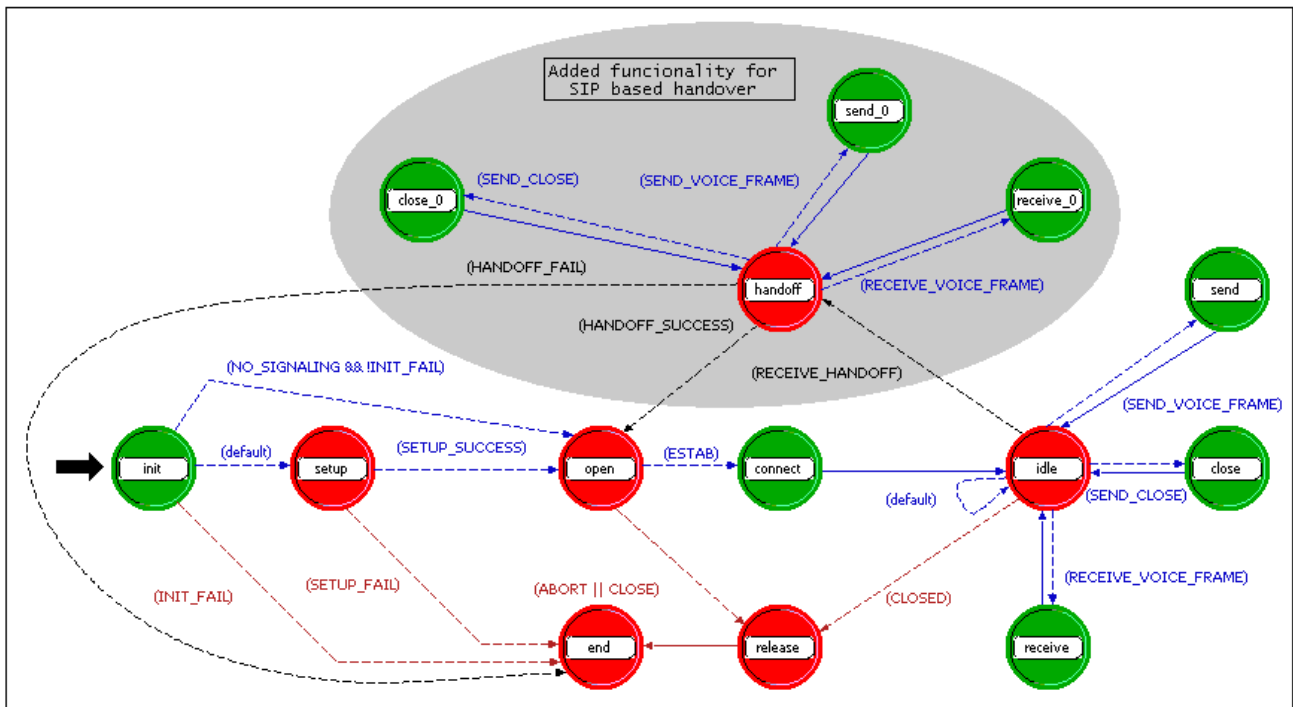 Added funcionality for
SIP based handover
send_0
(SEND_CLOSE)
(SEND_VOICE_FRAME)
close_0
receive_0
(HANDOFF_FAIL)
handoff
(RECEIVE_VOICE_FRAME)
send
(HANDOFF_SUCCESS)
(NO_SIGNALING && !INIT_FAIL)
(RECEIVE_HANDOFF)
(SEND_VOICE_FRAME)
(default)
(SETUP_SUCCESS)
(ESTAB)
init
setup
open
connect
idle
close
(default)
(SEND_CLOSE)
(INIT_FAIL)
(SETUP_FAIL)
(ABORT || CLOSE)
(CLOSED)
(RECEIVE_VOICE_FRAME)
end
release
receive